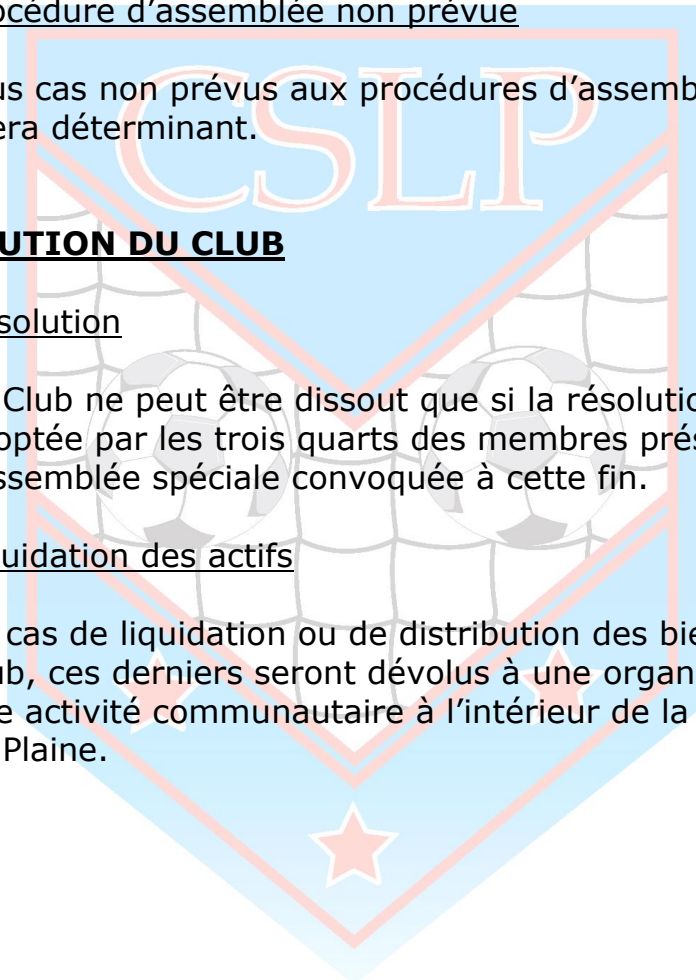 océdure d’assemblée non prévue
us cas non prévus aux procédures d’assemb
era déterminant.
CSLP
UTION DU CLUB
solution
Club ne peut être dissout que si la résolutio
optée par les trois quarts des membres prés
ssemblée spéciale convoquée à cette fin.
uidation des actifs
cas de liquidation ou de distribution des bie
ub, ces derniers seront dévolus à une organ
e activité communautaire à l’intérieur de la
Plaine.